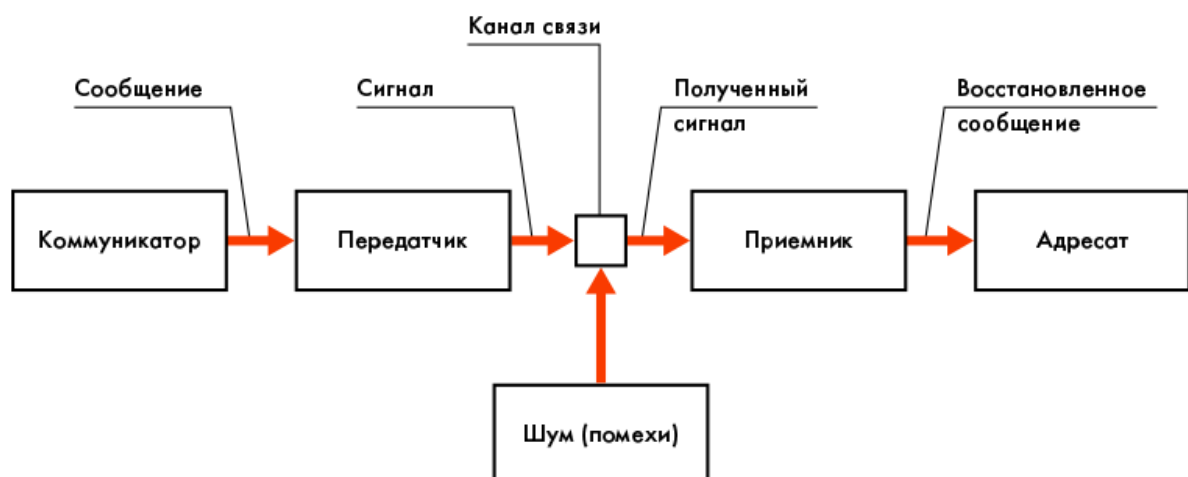 Канал связи
Сообщение
Сигнал
Полученный
сигнал
Восстановленное
сообщение
Коммуникатор
Передатчик
Приемник
Адресат
Шум (помехи)